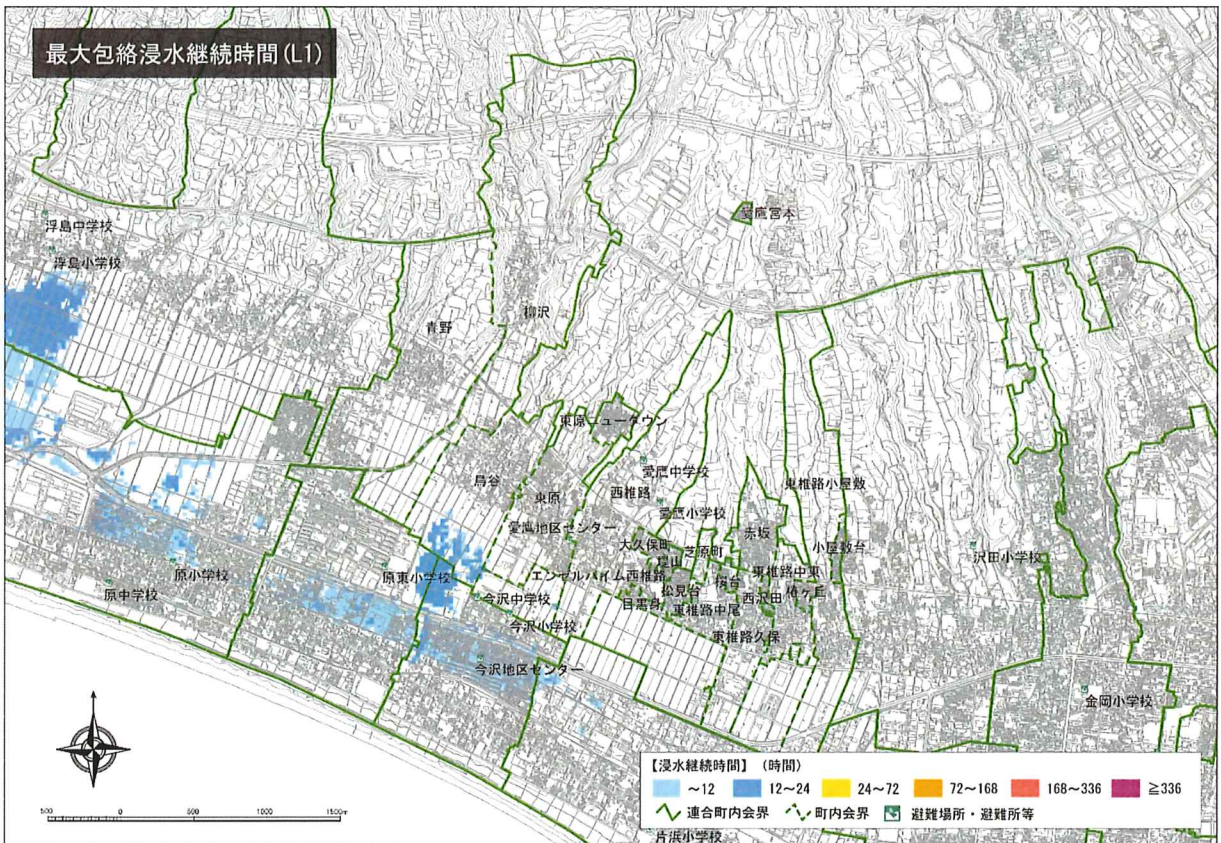 最大包絡浸水継続時間(L1)
愛鷹宮本
浮島中学校
浮島小学校
柳沢
青野
東原ニュータウン
愛鷹中学校
鳥谷
東原
西椎路
東椎路小屋敷
愛鷹小学校
愛鷹地区センター
赤坂
大久保町
芝原町
小屋敷台
沢田小学校
原小学校
原東小学校
エンゼルハイム西椎路
桜台
東椎路中東
松見谷
西沢田
椿ヶ丘
原中学校
今沢中学校
目黒身
東椎路中尾
今沢小学校
東椎路久保
今沢地区センター
金岡小学校
500 0 500 1000 1500m
【浸水継続時間】 (時間)
~12 12~24 24~72 72~168 168~336 ≧336
連合町内会界 町内会界 避難場所・避難所等
片浜小学校